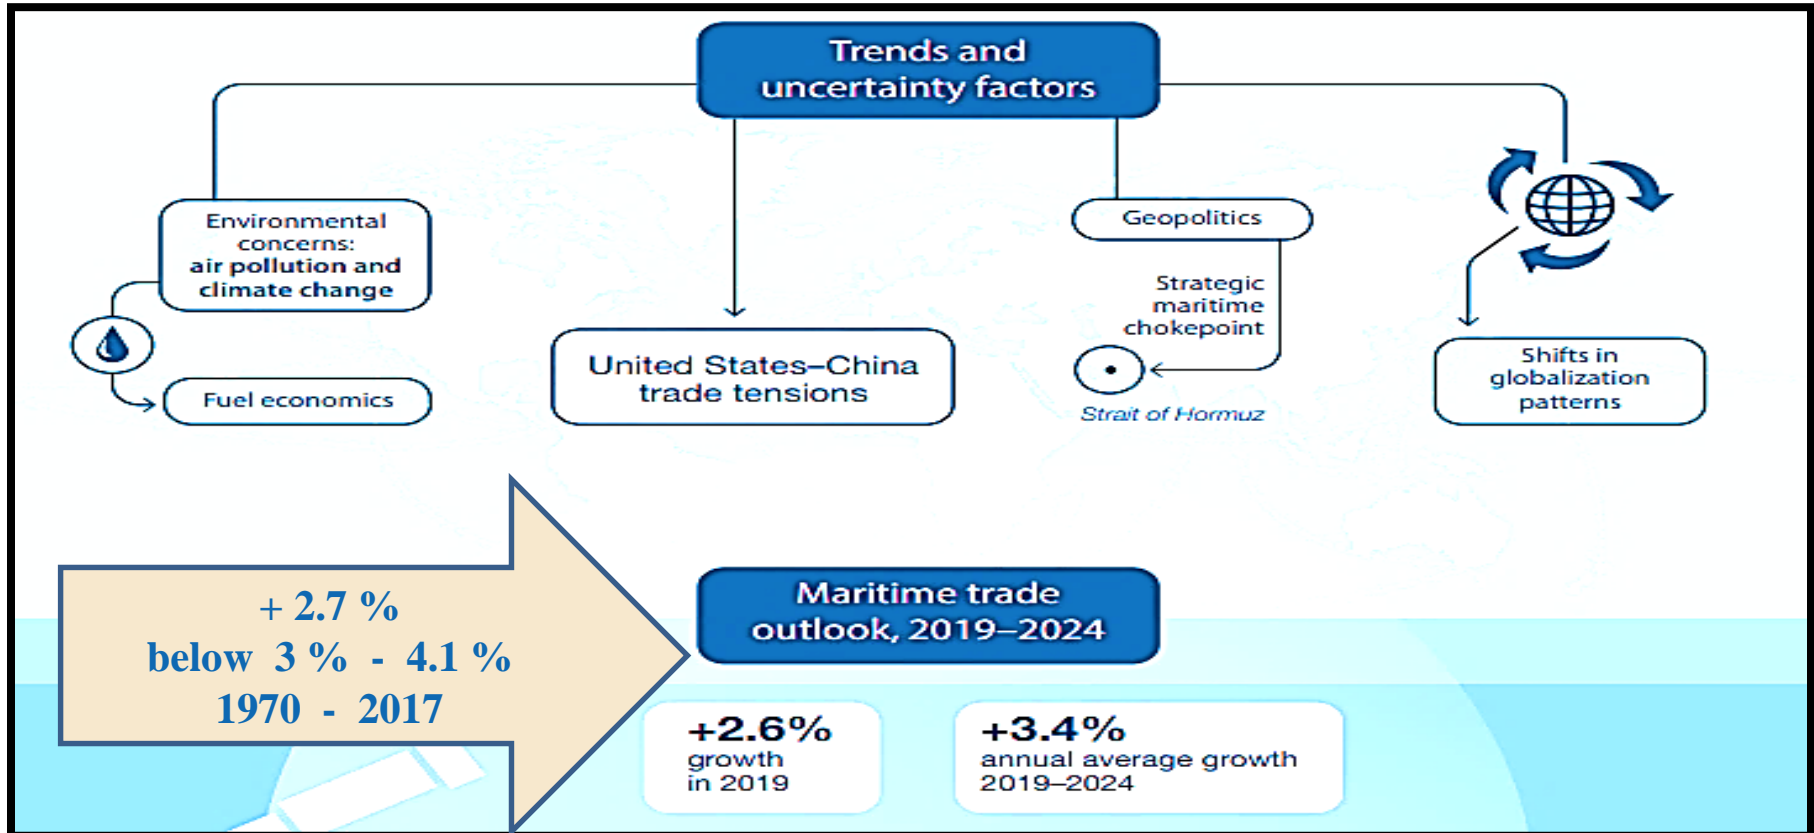 Trends and
uncertainty factors
Environmental
concerns:
air pollution and
climate change
Fuel economics
United States–China
trade tensions
Geopolitics
Strategic
maritime
chokepoint
Strait of Hormuz
Shifts in
globalization
patterns
+ 2.7 %
below 3 % - 4.1 %
1970 - 2017
Maritime trade
outlook, 2019–2024
+2.6%
growth
in 2019
+3.4%
annual average growth
2019–2024